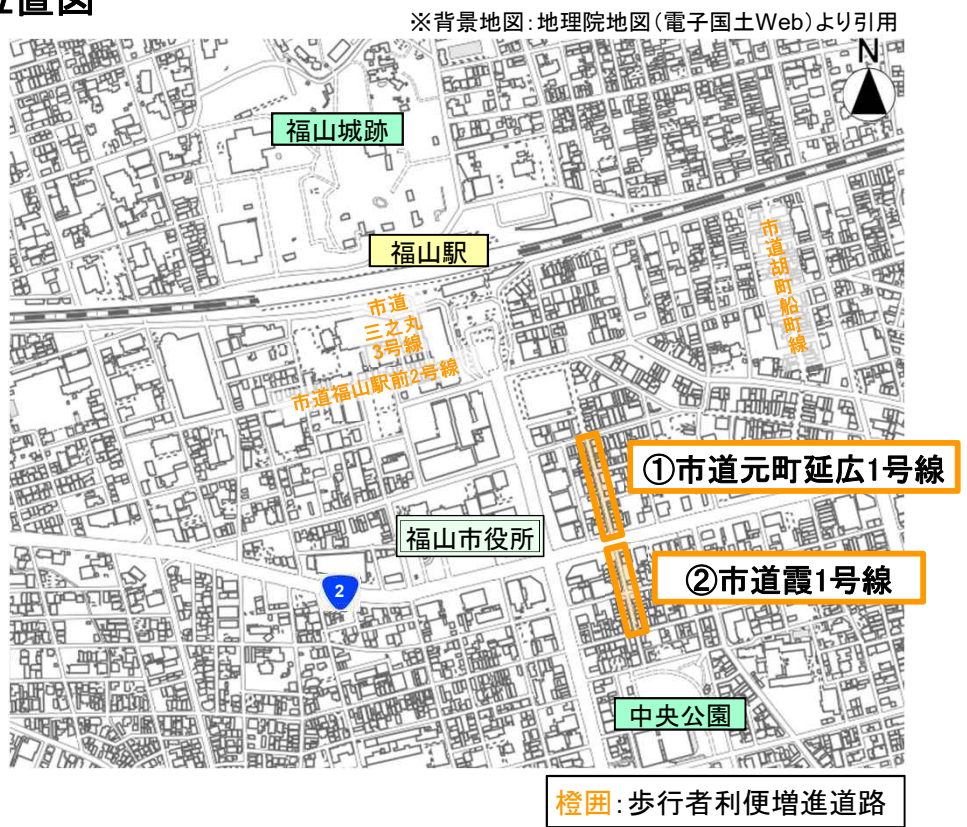 位置図
※背景地図：地理院地図（電子国土Web）より引用
N
福山城跡
福山駅
市道胡町船町線
市道
三之丸
3号線
市道福山駅前2号線
①市道元町延広1号線
福山市役所
②市道霞1号線
2
中央公園
橙囲：歩行者利便増進道路